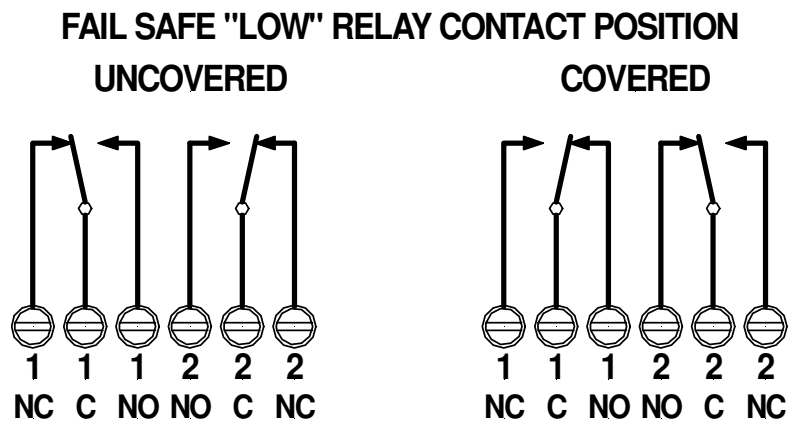 FAIL SAFE "LOW" RELAY CONTACT POSITION
UNCOVERED COVERED
1 1 1 2 2 2 1 1 1 2 2 2
NC C NO NO C NC NC C NO NO C NC